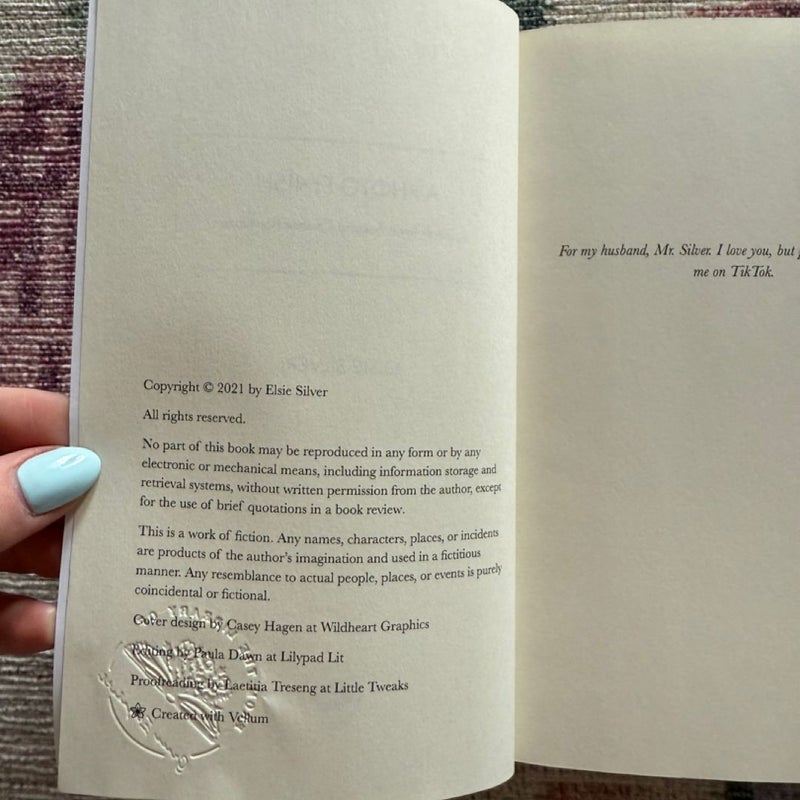 Copyright © 2021 by Elsie Silver
All rights reserved.
No part of this book may be reproduced in any form or by any
electronic or mechanical means, including information storage and
retrieval systems, without written permission from the author, except
for the use of brief quotations in a book review.
This is a work of fiction. Any names, characters, places, or incidents
are products of the author's imagination and used in a fictitious
manner. Any resemblance to actual people, places, or events is purely
coincidental or fictional.
Cover design by Casey Hagen at Wildheart Graphics
Editing by Paula Dawn at Lilypad Lit
Proofreading by Laetitia Treseng at Little Tweaks
Created with Vellum
For my husband, Mr. Silver. I love you, but
me on TikTok.